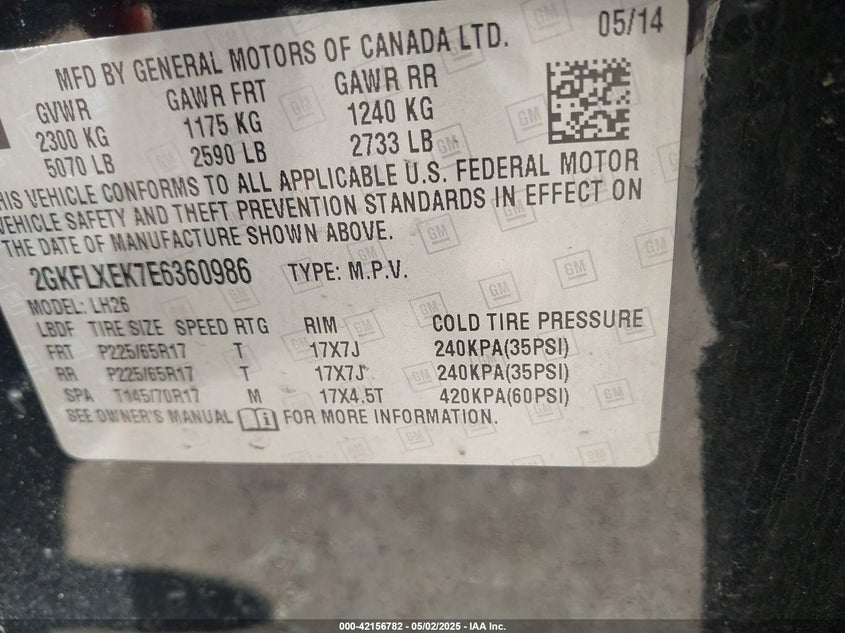 MFD BY GENERAL MOTORS OF CANADA LTD. 05/14
GVWR GAWR FRT GAWR RR
2300 KG 1175 KG 1240 KG
5070 LB 2590 LB 2733 LB
HIS VEHICLE CONFORMS TO ALL APPLICABLE U.S. FEDERAL MOTOR
VEHICLE SAFETY AND THEFT PREVENTION STANDARDS IN EFFECT ON
THE DATE OF MANUFACTURE SHOWN ABOVE.
2GKFLXEK7E6360986 TYPE: M.P.V.
MODEL: LH26
LBDF TIRE SIZE SPEED RTG RIM COLD TIRE PRESSURE
FRT P225/65R17 T 17X7J 240KPA(35PSI)
RR P225/65R17 T 17X7J 240KPA(35PSI)
SPA T145/70R17 M 17X4.5T 420KPA(60PSI)
SEE OWNER'S MANUAL FOR MORE INFORMATION.
000-42156782 - 05/02/2025 - IAA Inc.